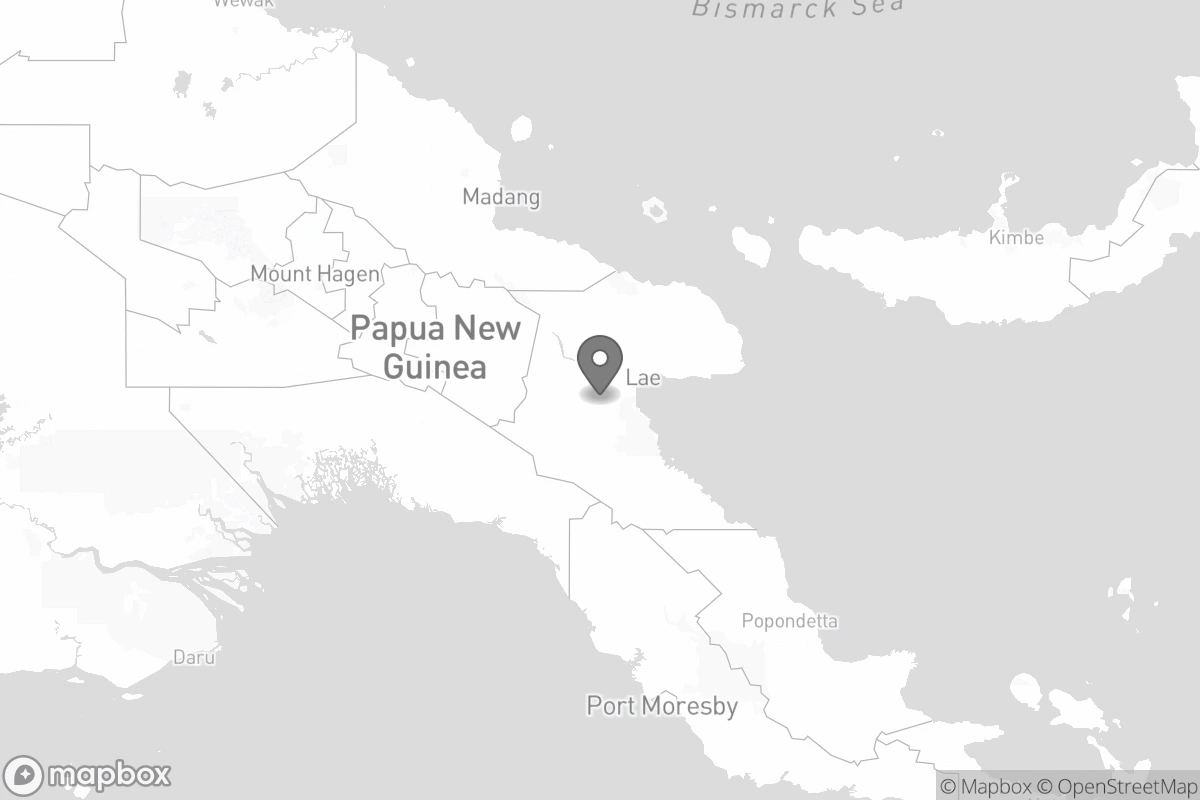 Wewak
Bismarck Sea
Madang
Kimbe
Mount Hagen
Papua New
Guinea
Lae
Popondetta
Daru
Port Moresby
mapbox
© Mapbox © OpenStreetMap